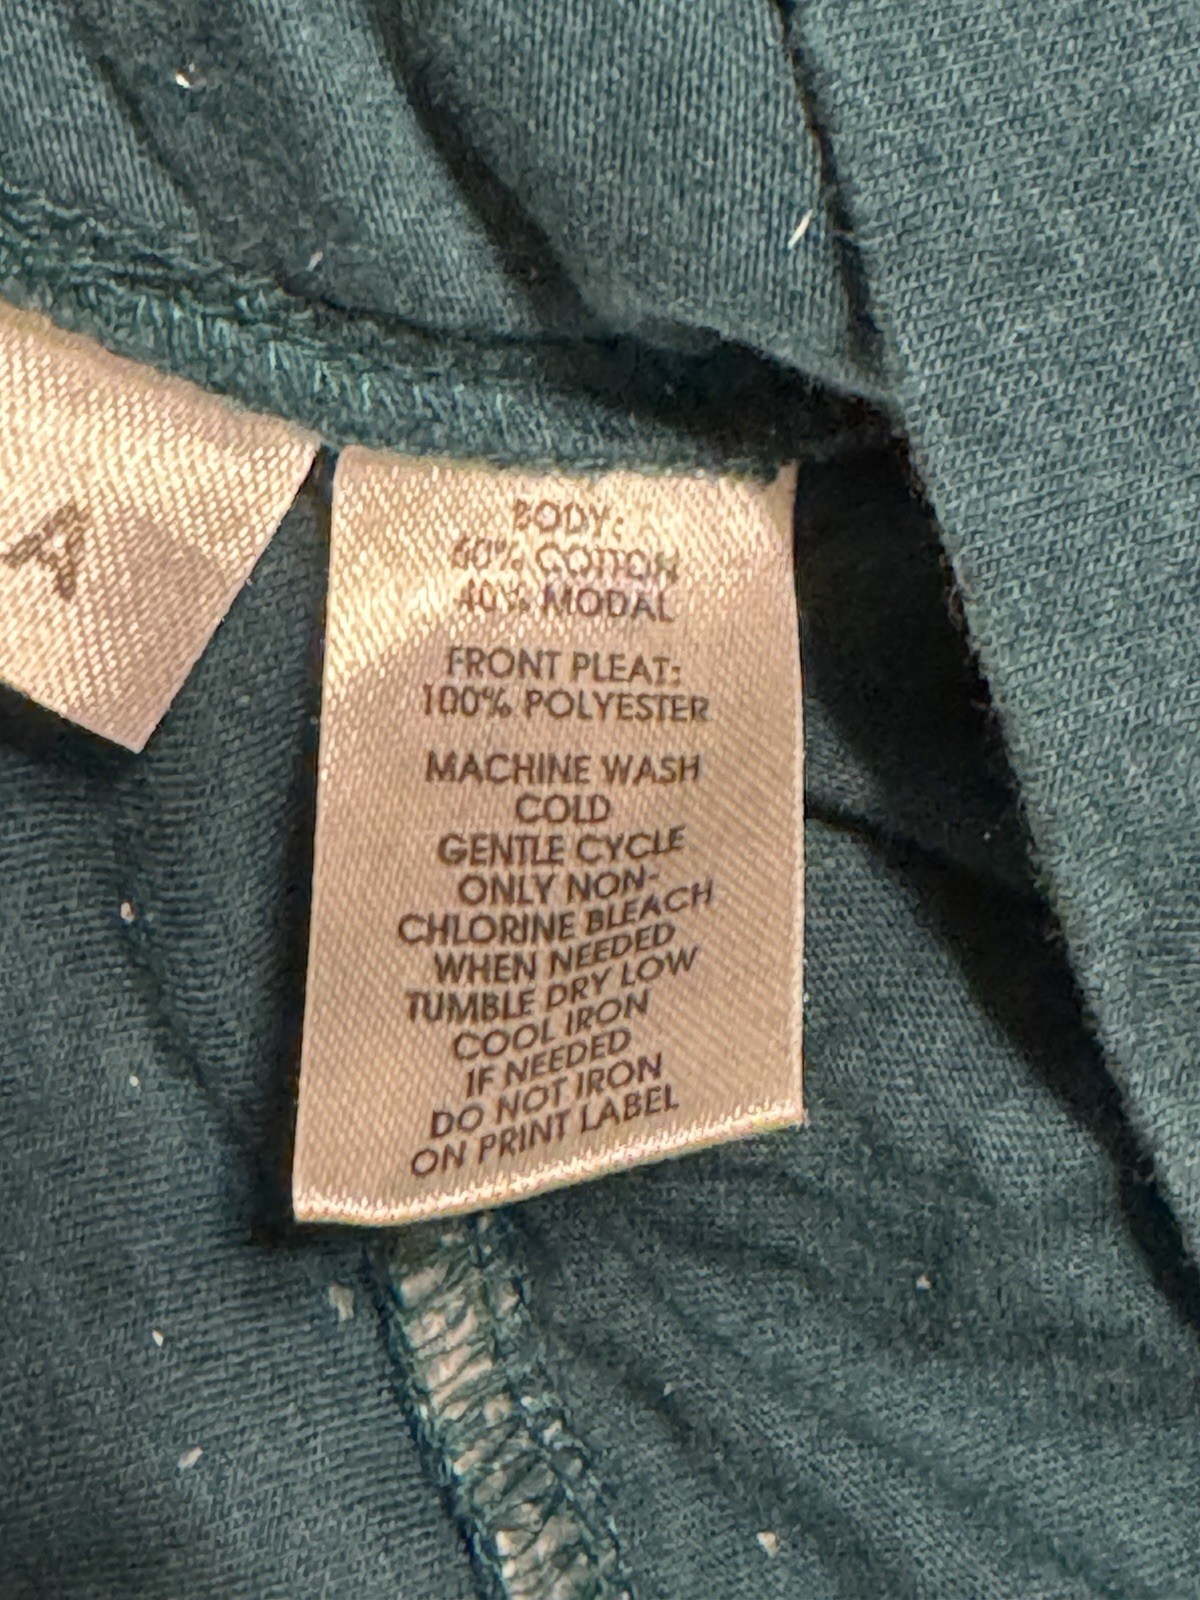 BODY:
60% COTTON
40% MODAL
FRONT PLEAT:
100% POLYESTER
MACHINE WASH
COLD
GENTLE CYCLE
ONLY NON-
CHLORINE BLEACH
WHEN NEEDED
TUMBLE DRY LOW
COOL IRON
IF NEEDED
DO NOT IRON
ON PRINT LABEL